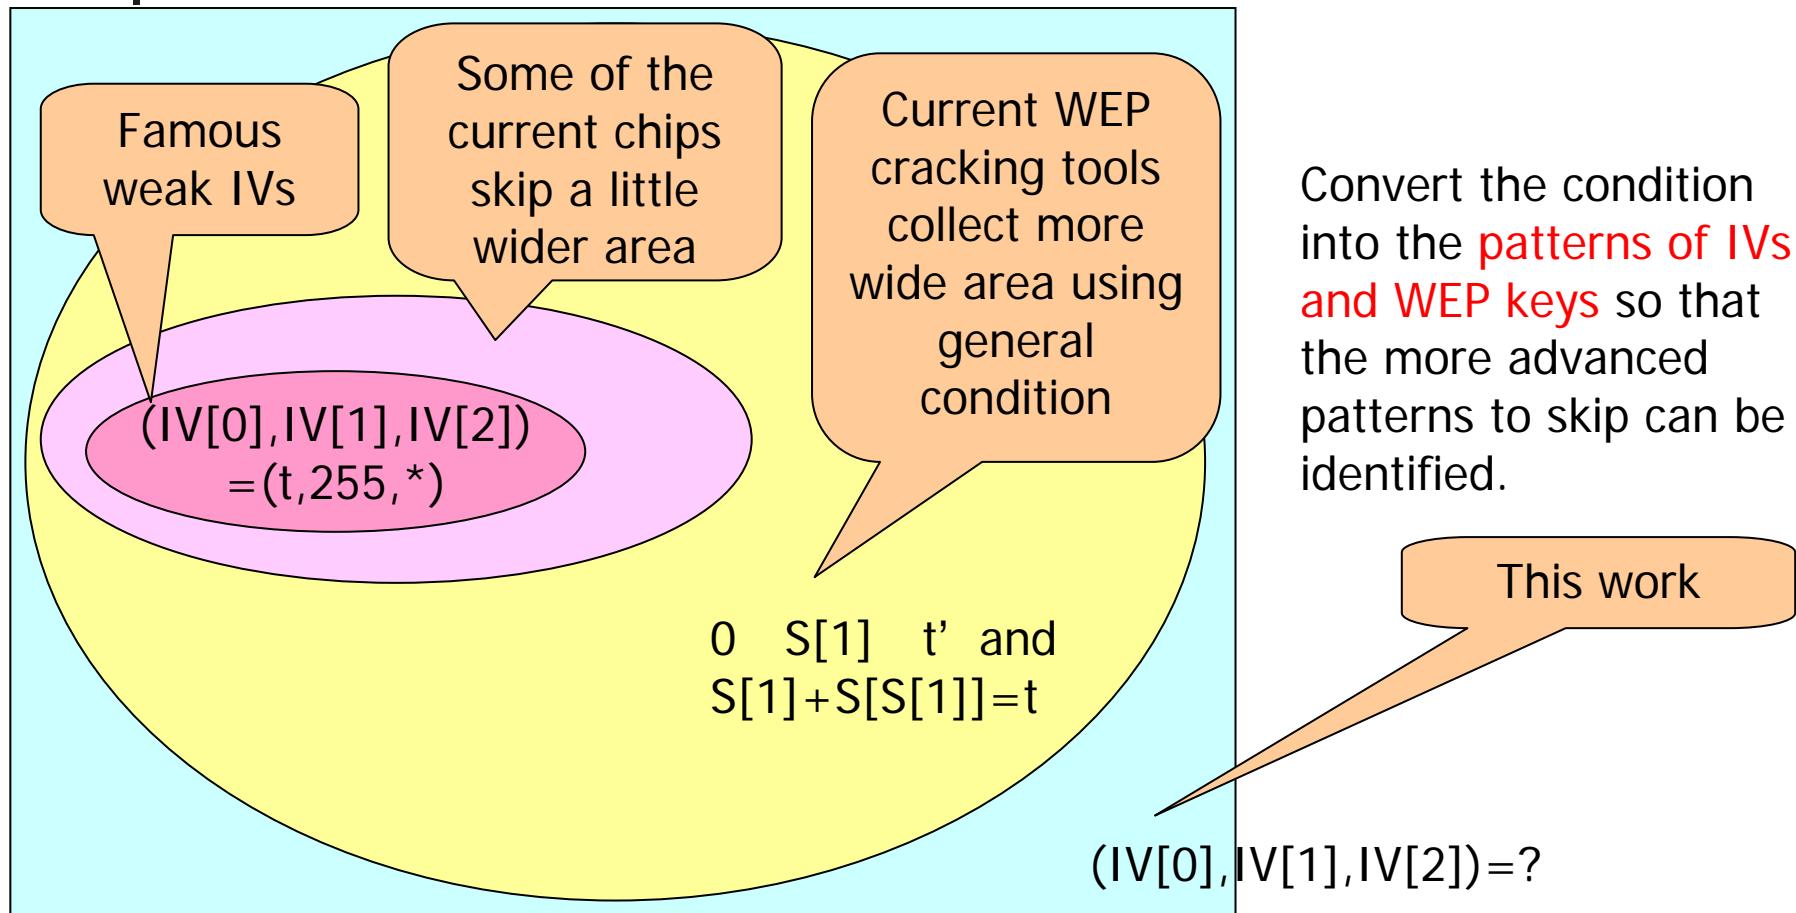 Famous
weak IVs
Some of the
current chips
skip a little
wider area
Current WEP
cracking tools
collect more
wide area using
general
condition
Convert the condition
into the patterns of IVs
and WEP keys so that
the more advanced
patterns to skip can be
identified.
(IV[0],IV[1],IV[2])
=(t,255,*)
This work
0 S[1] t' and
S[1]+S[S[1]]=t
(IV[0],IV[1],IV[2])=?